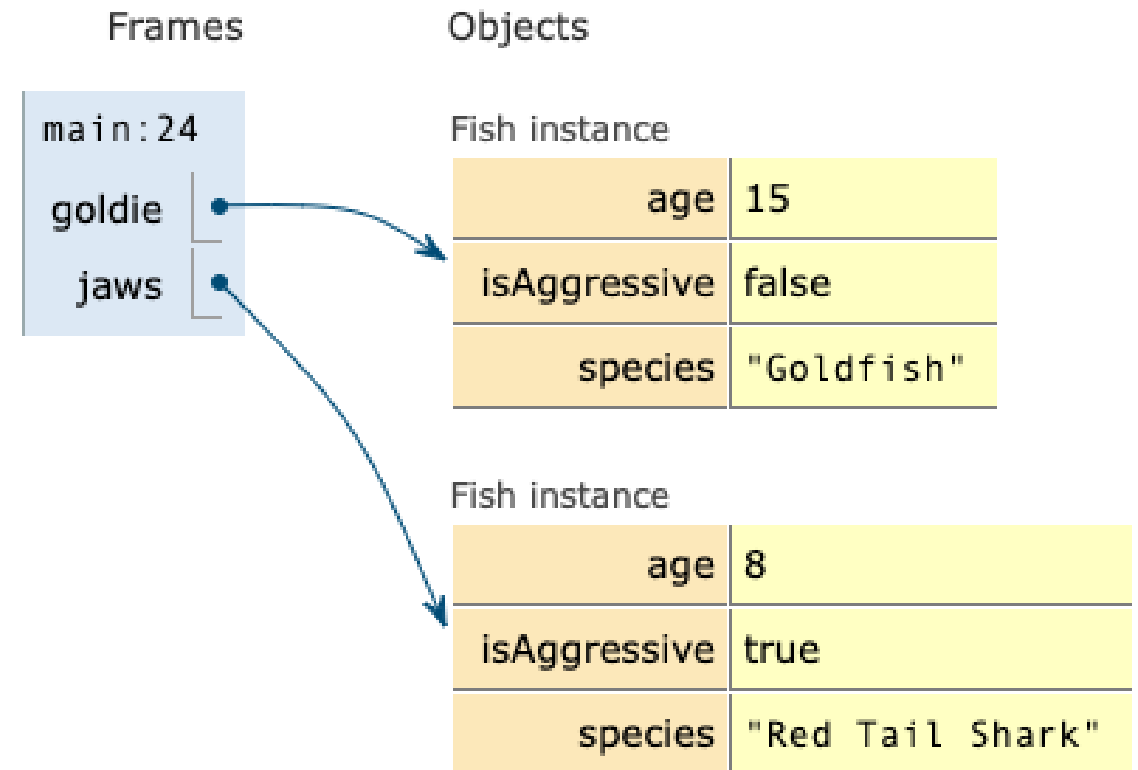 Frames
Objects
main:24
goldie
jaws
Fish instance
age 15
isAggressive false
species "Goldfish"
Fish instance
age 8
isAggressive true
species "Red Tail Shark"